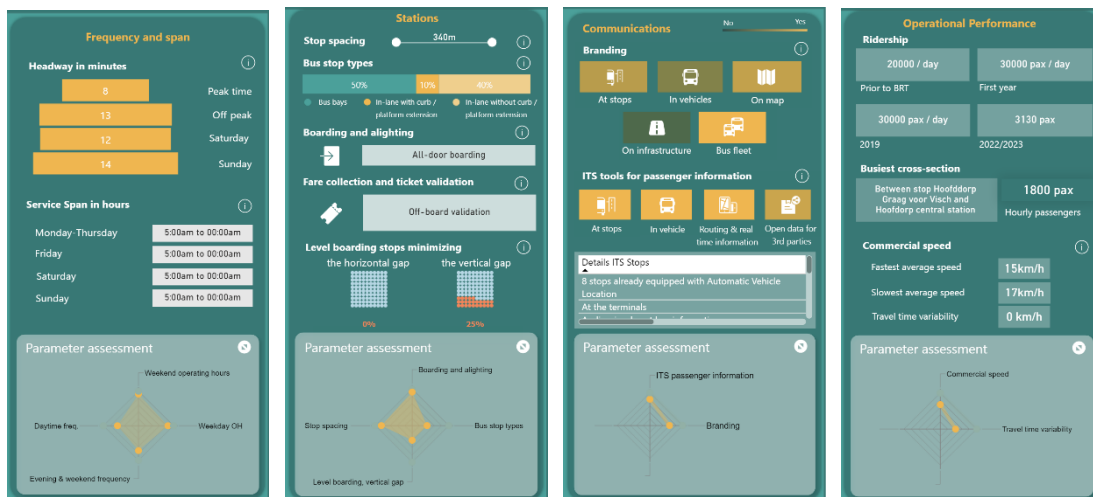 Frequency and span
Headway in minutes
8
Peak time
13
Off peak
12
Saturday
14
Sunday
Service Span in hours
Monday-Thursday
5:00am to 00:00am
Friday
5:00am to 00:00am
Saturday
5:00am to 00:00am
Sunday
5:00am to 00:00am
Parameter assessment
Weekend operating hours
Daytime freq.
Weekday OH
Evening & weekend frequency
Stations
Stop spacing
340m
Bus stop types
50%
10%
40%
Bus bays
In-lane with curb /
platform extension
In-lane without curb /
platform extension
Boarding and alighting
All-door boarding
Fare collection and ticket validation
Off-board validation
Level boarding stops minimizing
the horizontal gap
the vertical gap
0%
25%
Parameter assessment
Boarding and alighting
Stop spacing
Bus stop types
Level boarding, vertical gap
Communications
No
Yes
Branding
At stops
In vehicles
On map
On infrastructure
Bus fleet
ITS tools for passenger information
At stops
In vehicle
Routing & real
time information
Open data for
3rd parties
Details ITS Stops
8 stops already equipped with Automatic Vehicle
Location
At the terminals
Parameter assessment
ITS passenger information
Branding
Operational Performance
Ridership
20000 / day
30000 pax / day
Prior to BRT
First year
30000 pax / day
3130 pax
2019
2022/2023
Busiest cross-section
Between stop Hoofddorp
Graag voor Visch and
Hoofdorp central station
1800 pax
Hourly passengers
Commercial speed
Fastest average speed
15km/h
Slowest average speed
17km/h
Travel time variability
0 km/h
Parameter assessment
Commercial speed
Travel time variability